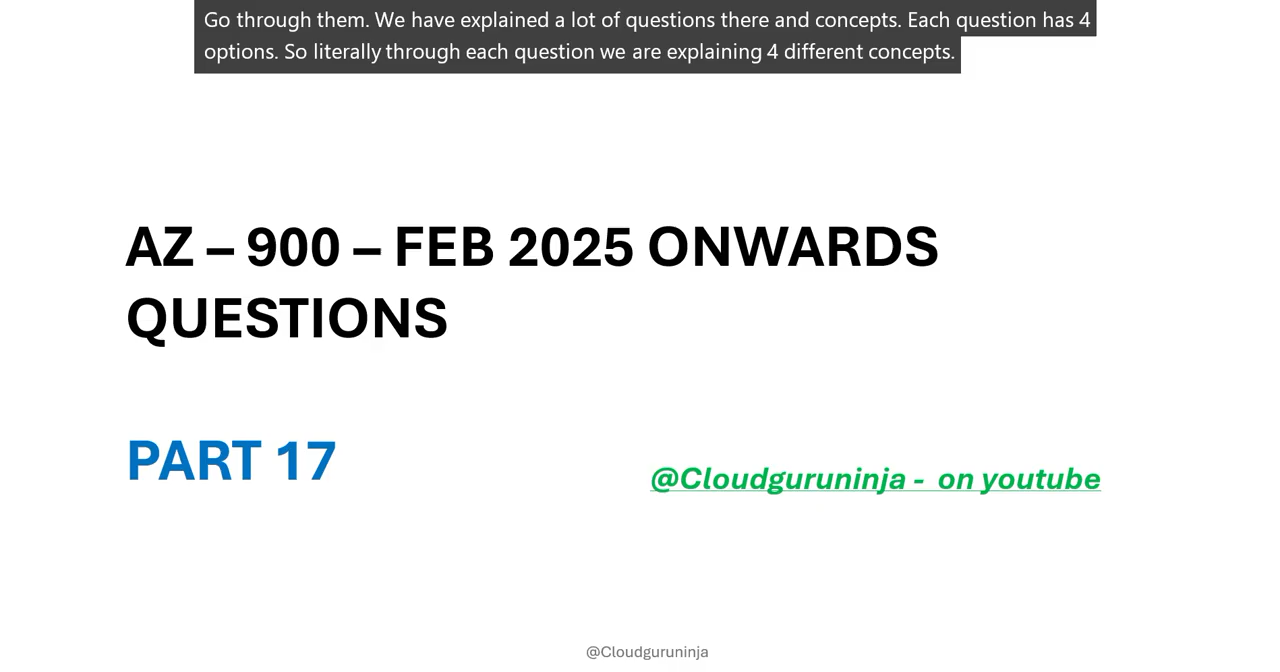 Go through them. We have explained a lot of questions there and concepts. Each question has 4
options. So literally through each question we are explaining 4 different concepts.
AZ – 900 – FEB 2025 ONWARDS
QUESTIONS
PART 17
@Cloudguruninja - on youtube
@Cloudguruninja